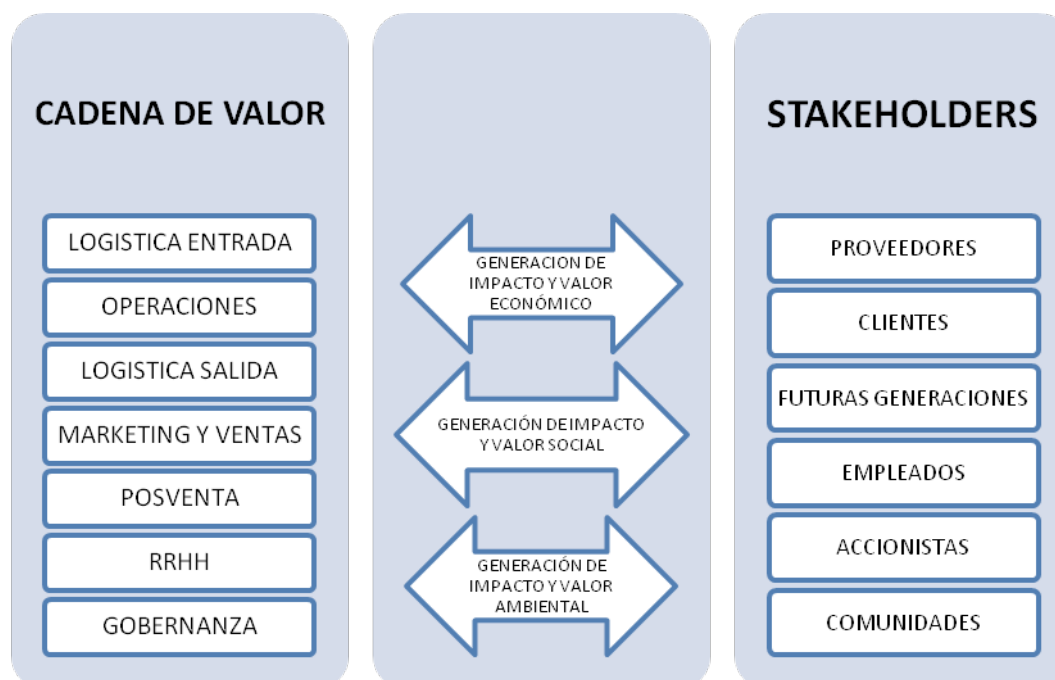 CADENA DE VALOR
LOGISTICA ENTRADA
OPERACIONES
LOGISTICA SALIDA
MARKETING Y VENTAS
POSVENTA
RRHH
GOBERNANZA
GENERACION DE
IMPACTO Y VALOR
ECONÓMICO
GENERACIÓN DE IMPACTO
Y VALOR SOCIAL
GENERACIÓN DE
IMPACTO Y VALOR
AMBIENTAL
STAKEHOLDERS
PROVEEDORES
CLIENTES
FUTURAS GENERACIONES
EMPLEADOS
ACCIONISTAS
COMUNIDADES